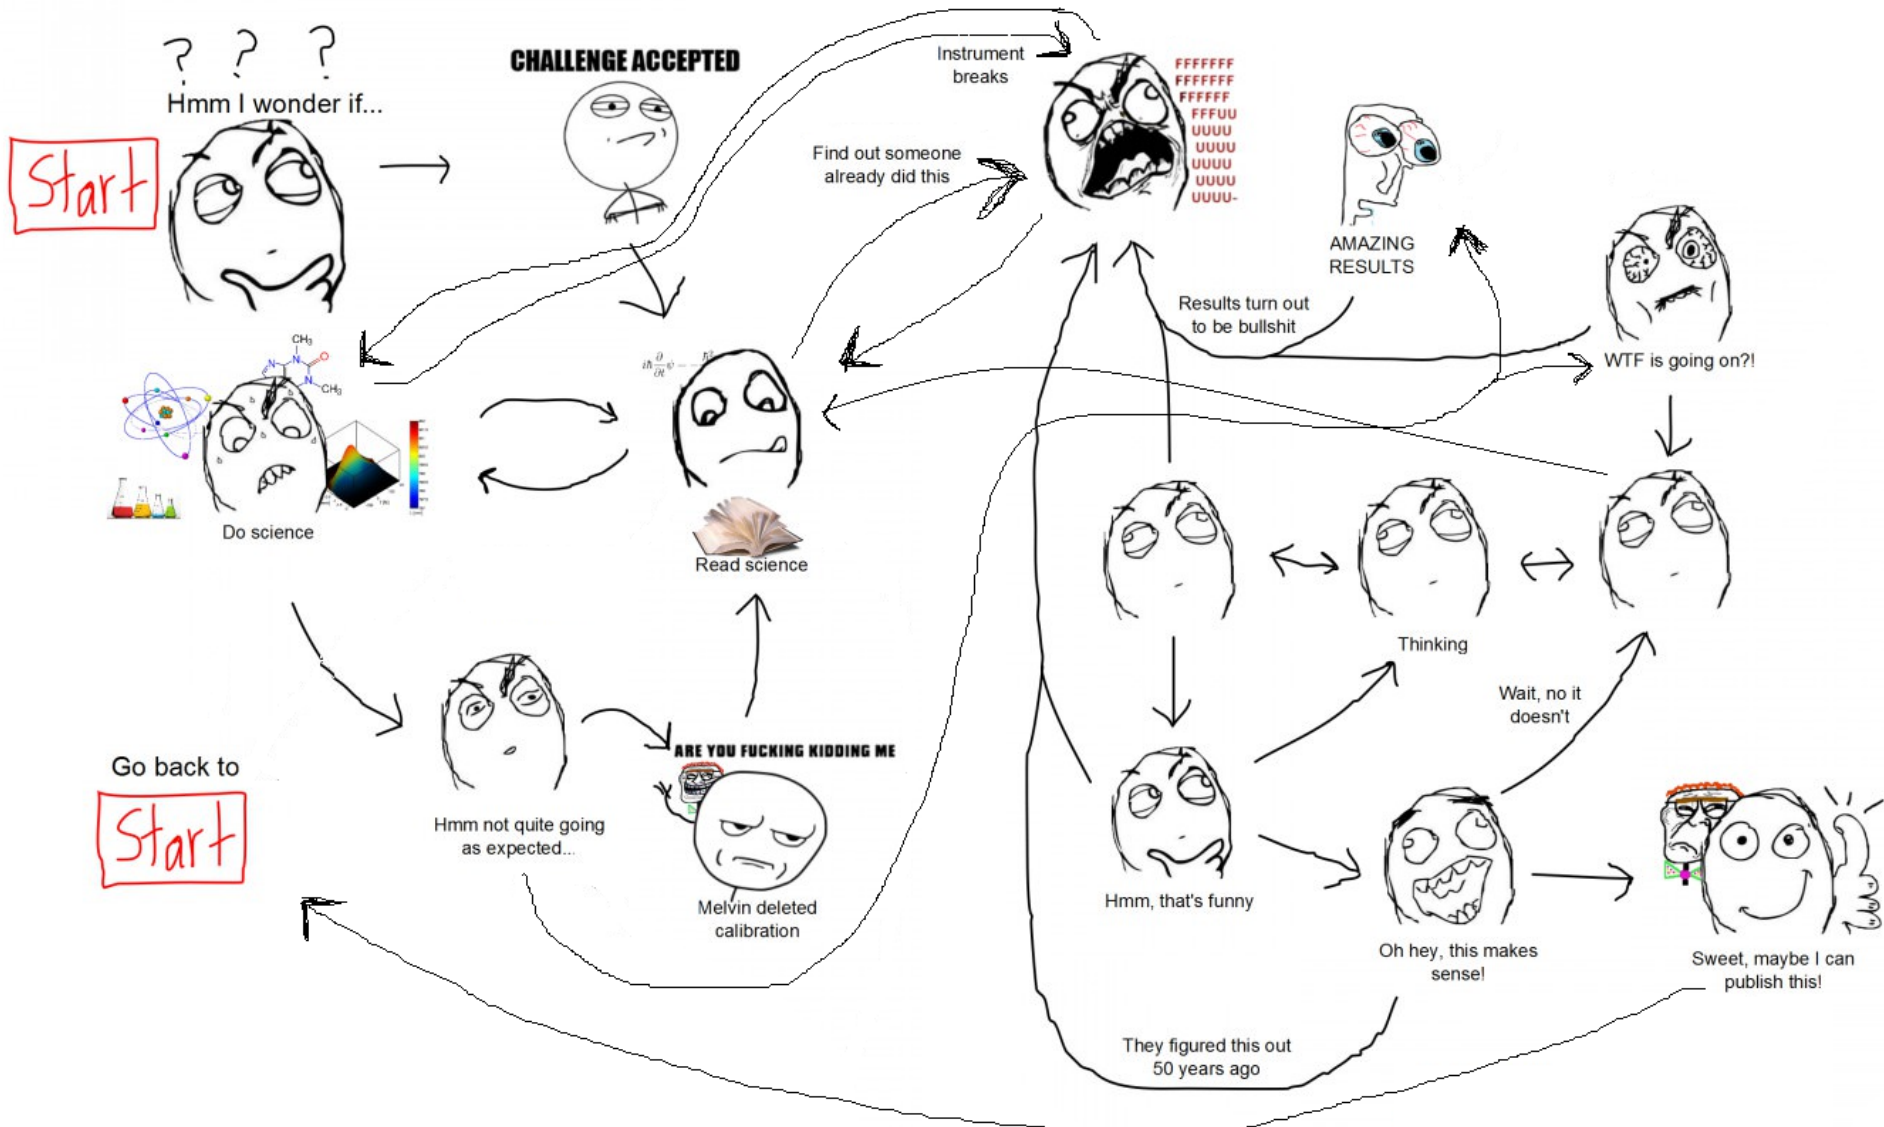 ? ? ?
Hmm I wonder if...
Start
CHALLENGE ACCEPTED
Instrument
breaks
FFFFFFF
FFFFFFF
FFFFFF
FFFUU
UUUU
UUUU
UUUU
UUUU
UUUU-
Find out someone
already did this
AMAZING
RESULTS
Results turn out
to be bullshit
WTF is going on?!
CH₃
N
N
O
N
CH₃
Do science
Read science
Thinking
Wait, no it
doesn't
Hmm not quite going
as expected...
ARE YOU FUCKING KIDDING ME
Melvin deleted
calibration
Go back to
Start
Hmm, that's funny
Oh hey, this makes
sense!
Sweet, maybe I can
publish this!
They figured this out
50 years ago